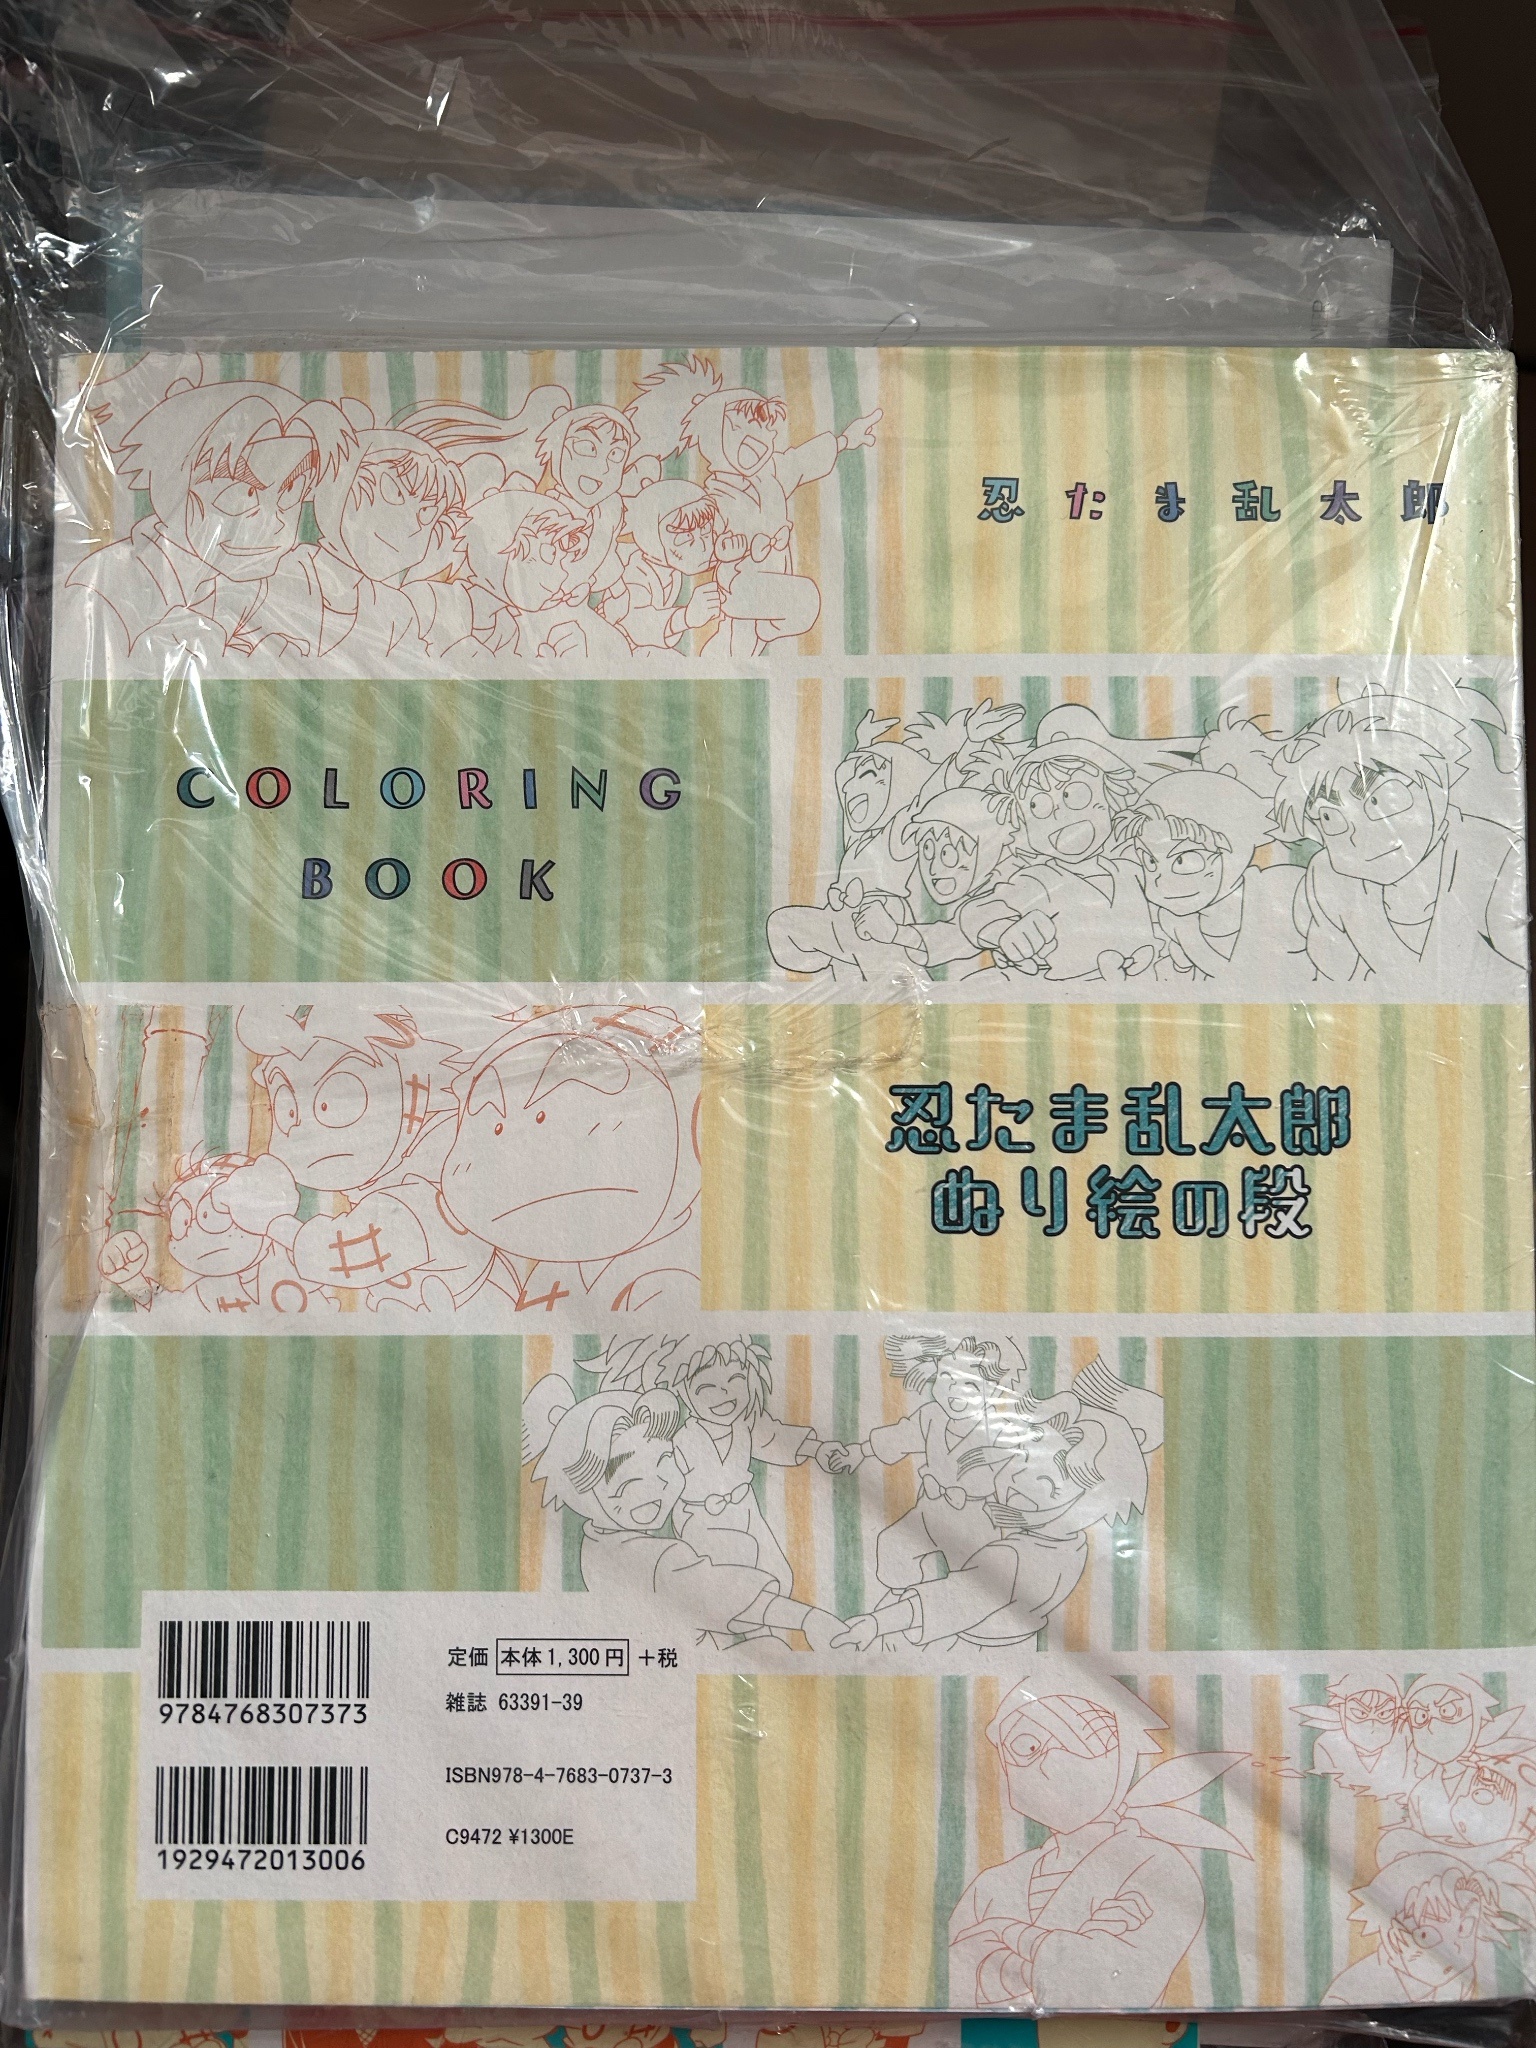 忍たま乱太郎
COLORING
BOOK
忍たま乱太郎
ぬり絵の段
9784768307373
1929472013006
定価 本体1,300円 +税
雑誌 63391-39
ISBN978-4-7683-0737-3
C9472 ¥1300E